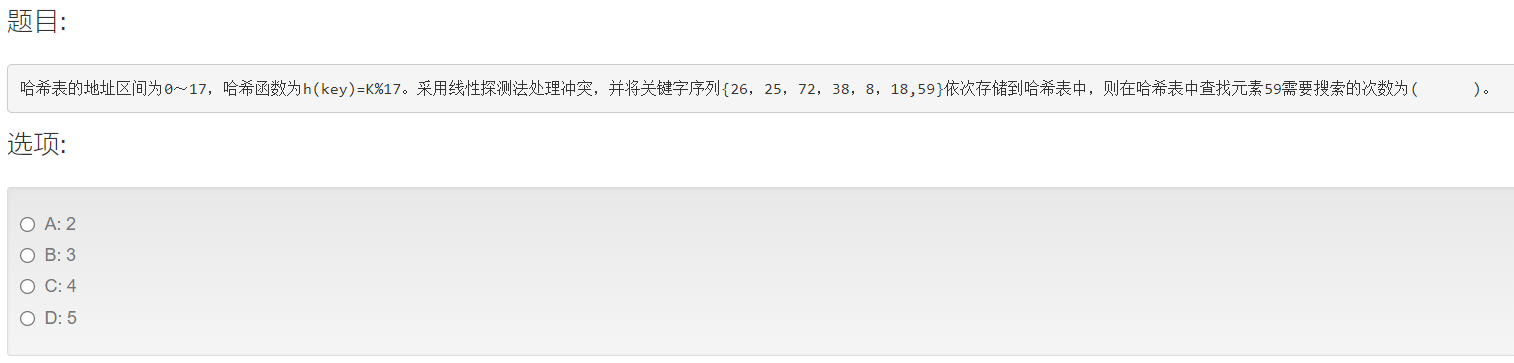 题目:
哈希表的地址区间为0～17，哈希函数为h(key)=K%17。采用线性探测法处理冲突，并将关键字序列{26，25，72，38，8，18,59}依次存储到哈希表中，则在哈希表中查找元素59需要搜索的次数为(      )。
选项:
A: 2
B: 3
C: 4
D: 5